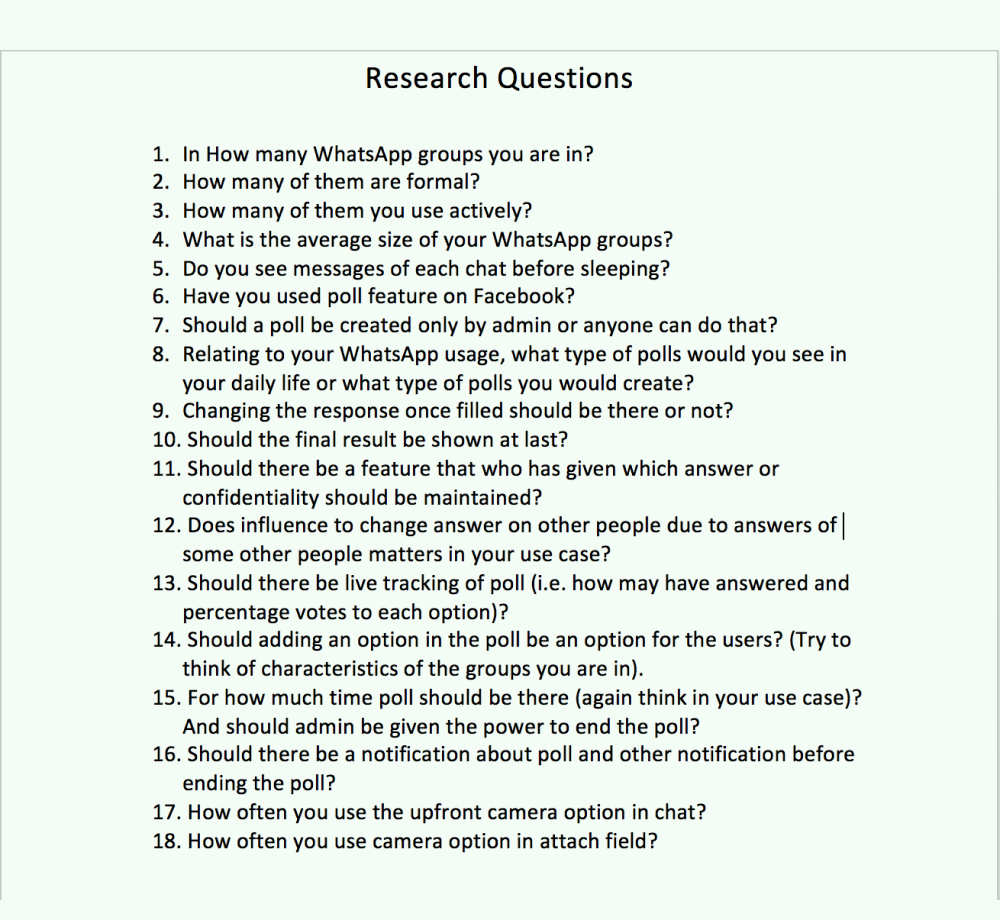 Research Questions
1. In How many WhatsApp groups you are in?
2. How many of them are formal?
3. How many of them you use actively?
4. What is the average size of your WhatsApp groups?
5. Do you see messages of each chat before sleeping?
6. Have you used poll feature on Facebook?
7. Should a poll be created only by admin or anyone can do that?
8. Relating to your WhatsApp usage, what type of polls would you see in
your daily life or what type of polls you would create?
9. Changing the response once filled should be there or not?
10. Should the final result be shown at last?
11. Should there be a feature that who has given which answer or
confidentiality should be maintained?
12. Does influence to change answer on other people due to answers of
some other people matters in your use case?
13. Should there be live tracking of poll (i.e. how may have answered and
percentage votes to each option)?
14. Should adding an option in the poll be an option for the users? (Try to
think of characteristics of the groups you are in).
15. For how much time poll should be there (again think in your use case)?
And should admin be given the power to end the poll?
16. Should there be a notification about poll and other notification before
ending the poll?
17. How often you use the upfront camera option in chat?
18. How often you use camera option in attach field?